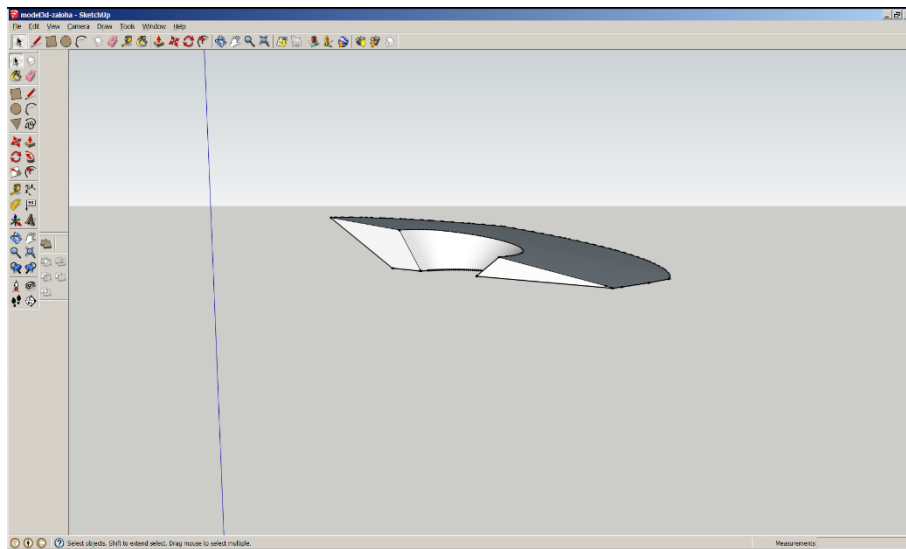 model3d-zaloha - SketchUp
File Edit View Camera Draw Tools Window Help
Select objects. Shift to extend select. Drag mouse to select multiple.
Measurements